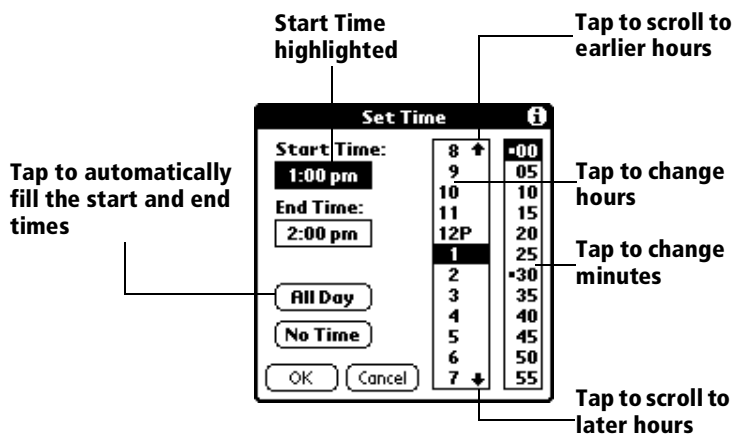 Start Time
highlighted
Tap to scroll to
earlier hours
Set Time
i
Start Time:
1:00 pm
End Time:
2:00 pm
All Day
No Time
OK
Cancel
8
9
10
11
12P
1
2
3
4
5
6
7
00
05
10
15
20
25
30
35
40
45
50
55
Tap to automatically
fill the start and end
times
Tap to change
hours
Tap to change
minutes
Tap to scroll to
later hours